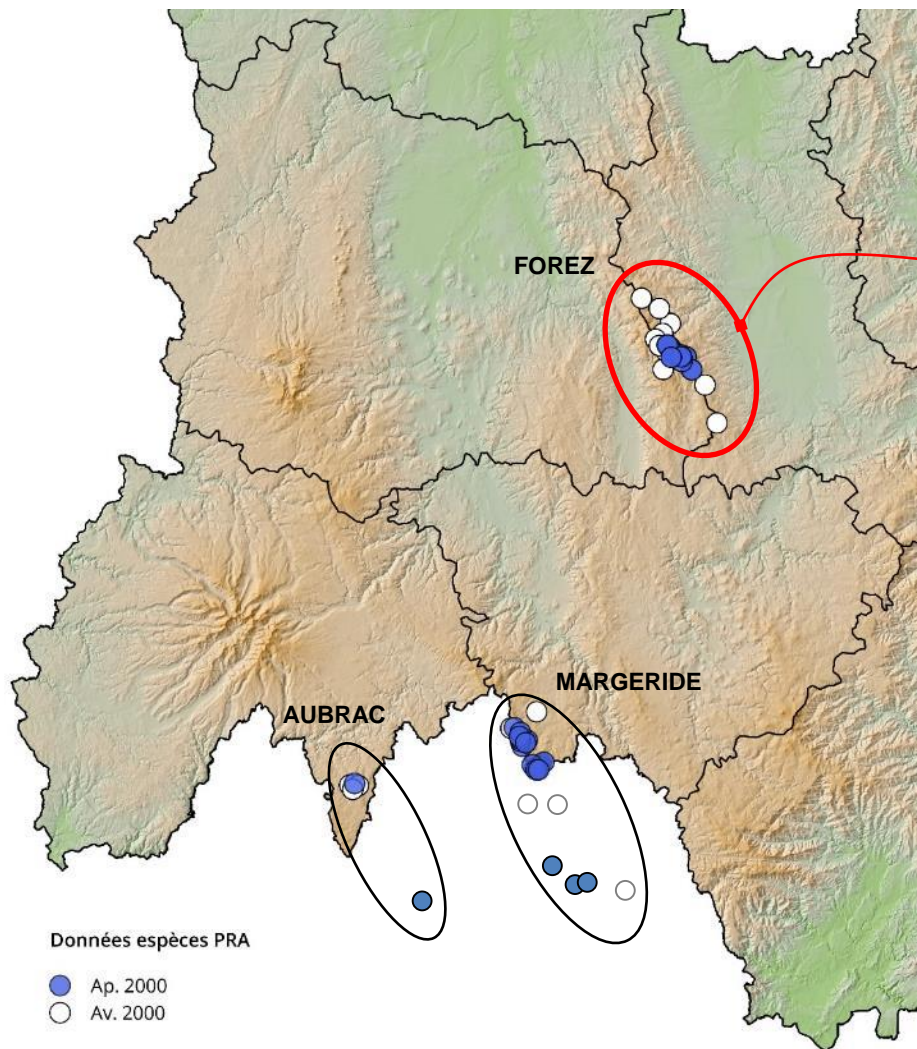 FOREZ
MARGERIDE
AUBRAC
Données espèces PRA
Ap. 2000
Av. 2000